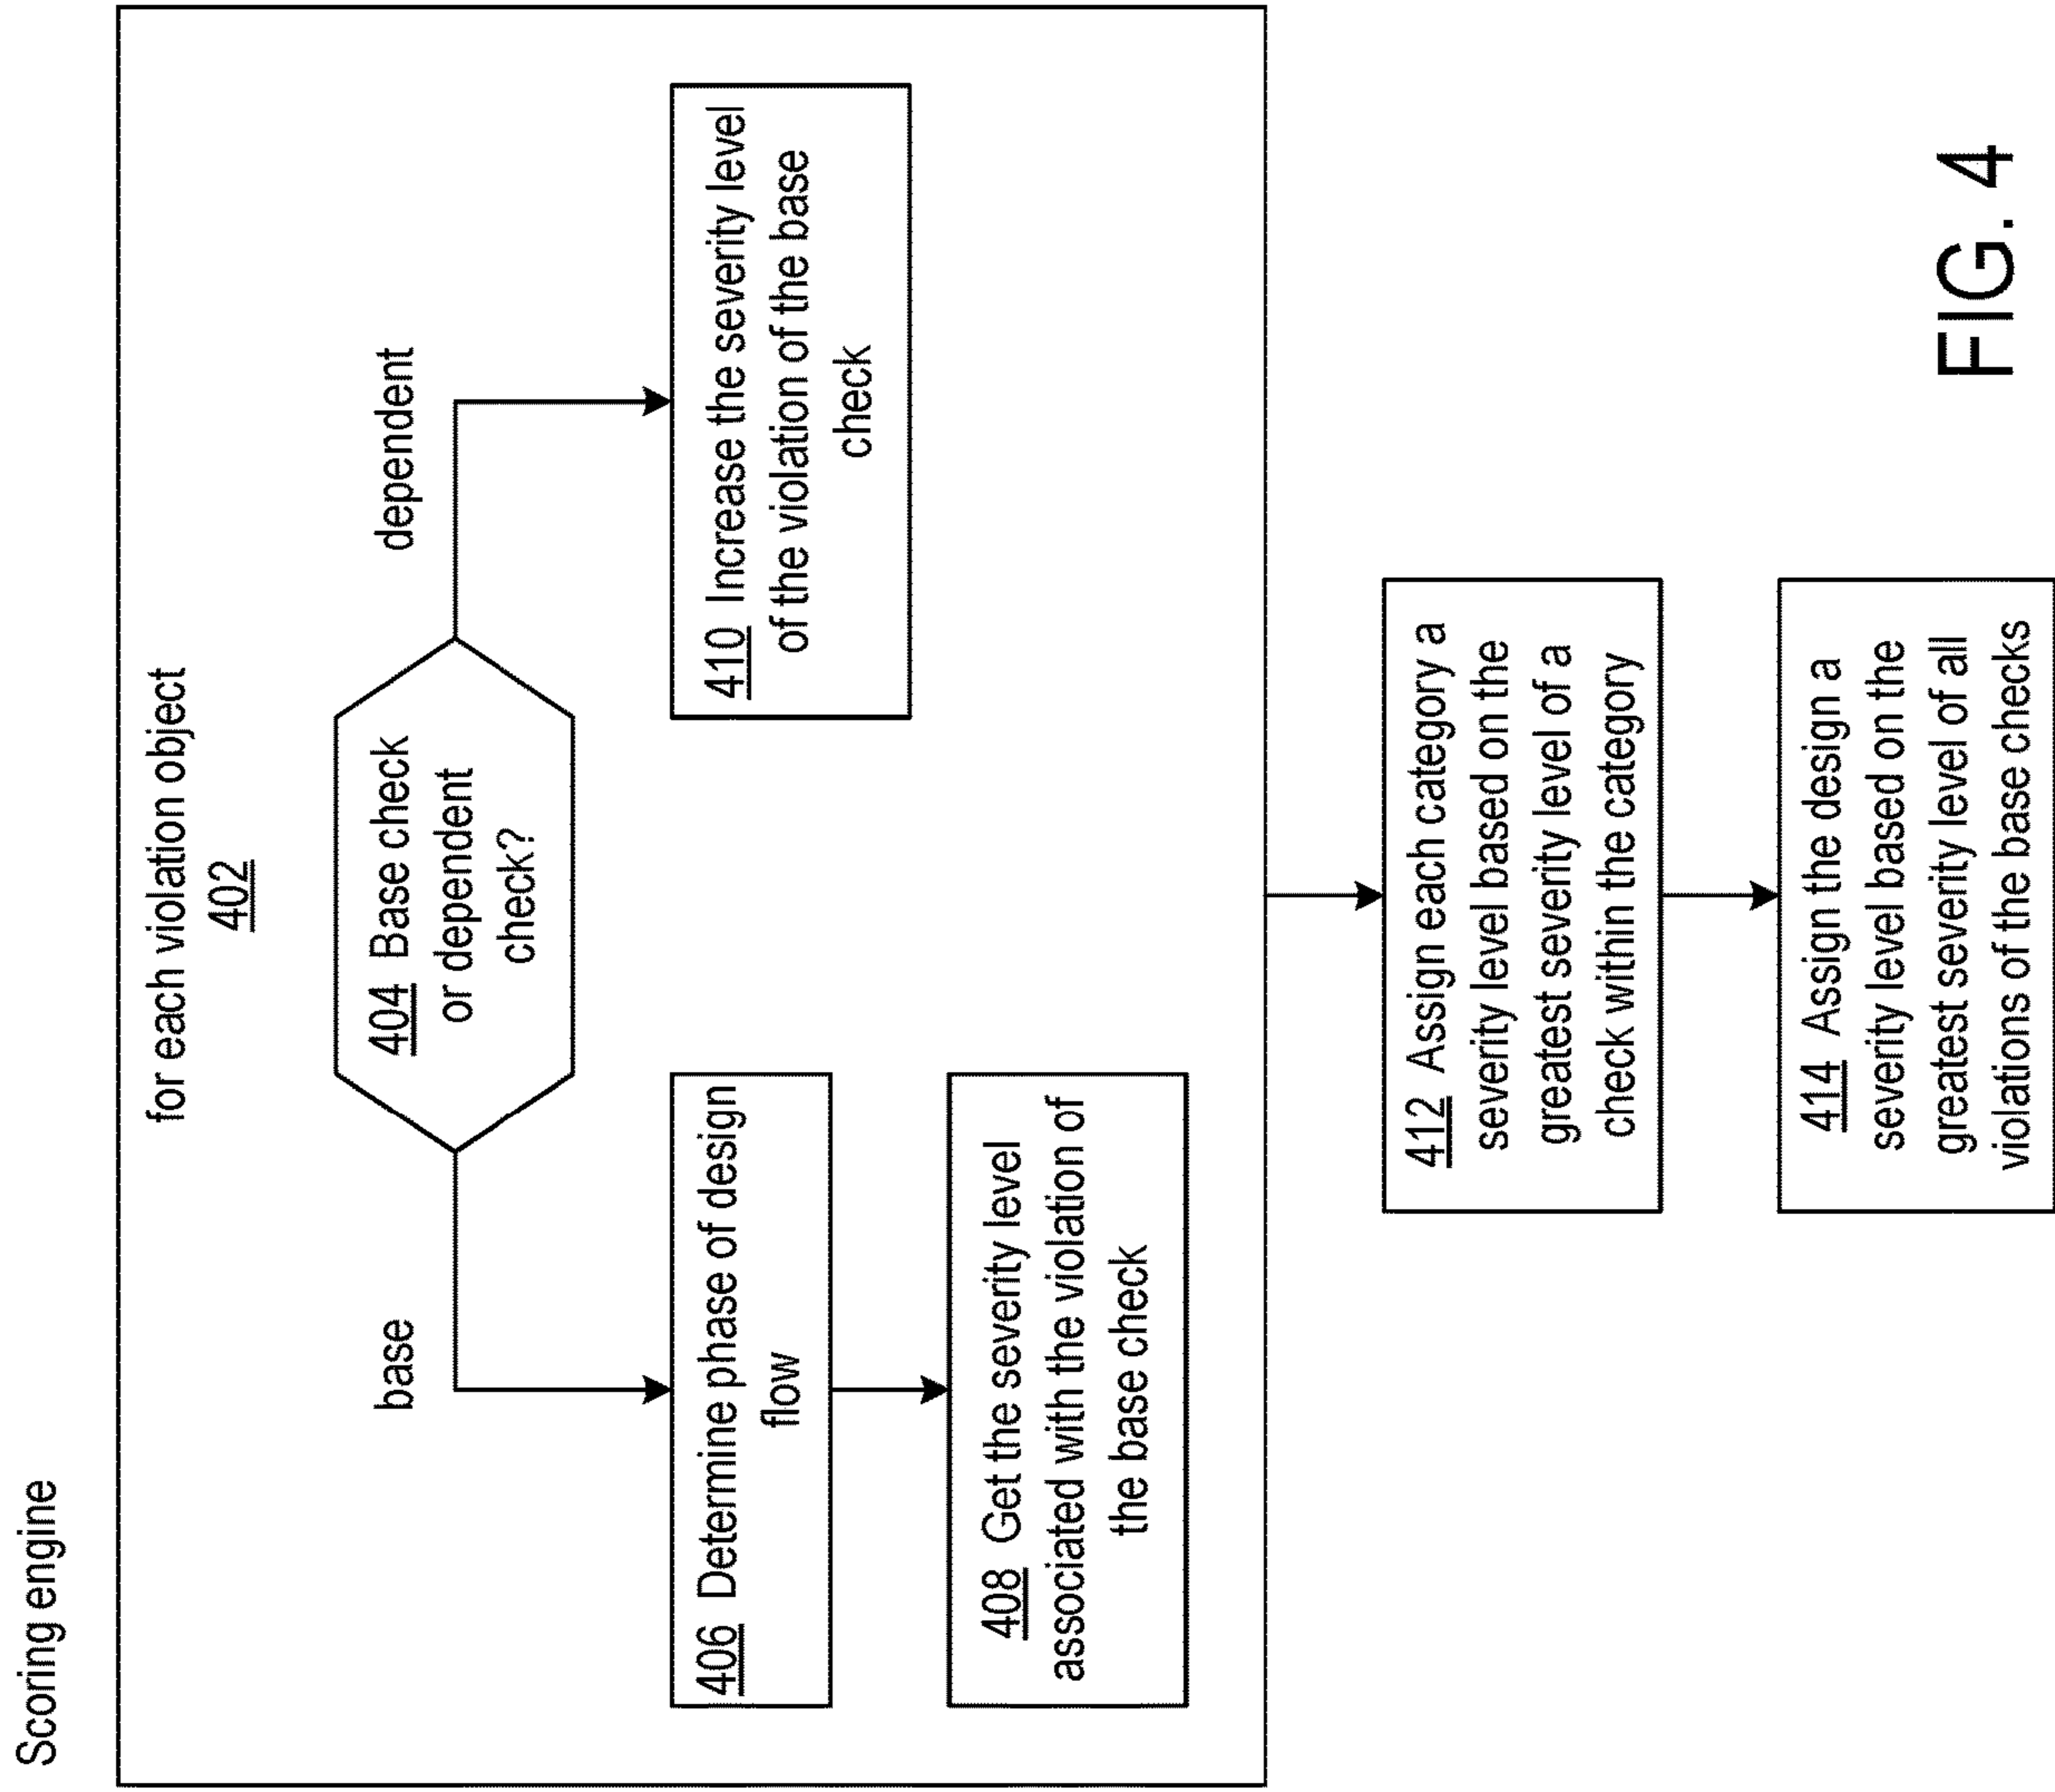 Scoring engine
for each violation object
402
404 Base check
or dependent
check?
base
dependent
406 Determine phase of design
flow
408 Get the severity level
associated with the violation of
the base check
410 Increase the severity level
of the violation of the base
check
412 Assign each category a
severity level based on the
greatest severity level of a
check within the category
414 Assign the design a
severity level based on the
greatest severity level of all
violations of the base checks
FIG. 4